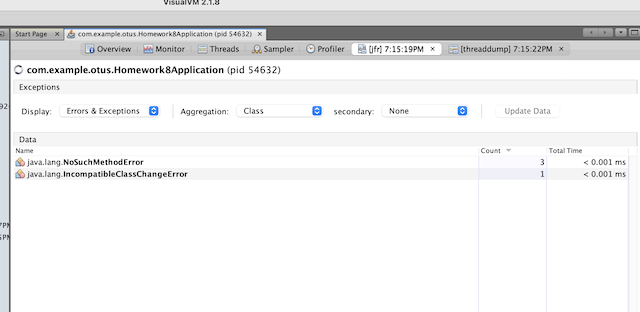 VisualVM 2.1.8
Start Page × com.example.otus.Homework8Application (pid 54632) ×
Overview Monitor Threads Sampler Profiler [jfr] 7:15:19PM × [threaddump] 7:15:22PM ×
com.example.otus.Homework8Application (pid 54632)
Exceptions
Display: Errors & Exceptions Aggregation: Class secondary: None Update Data
Data
Name Count Total Time
java.lang.NoSuchMethodError 3 < 0.001 ms
java.lang.IncompatibleClassChangeError 1 < 0.001 ms